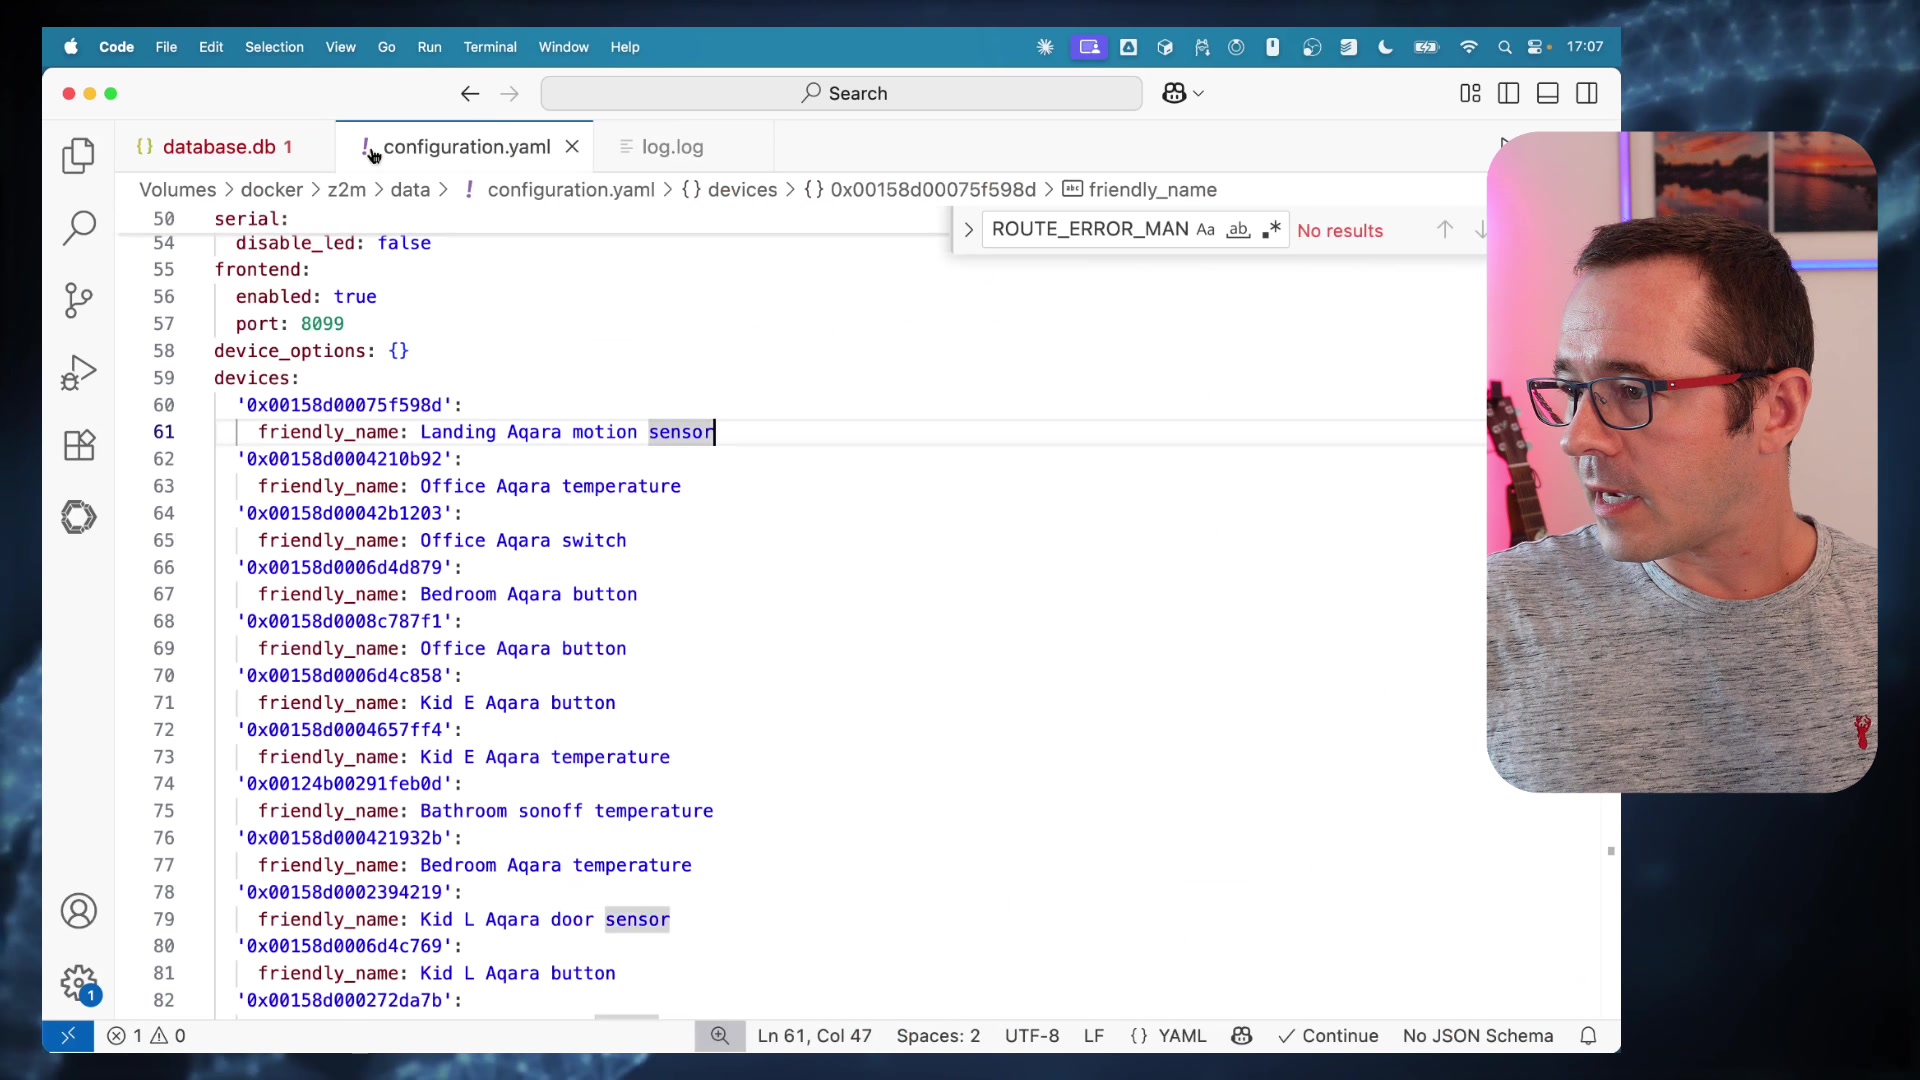 Code File Edit Selection View Go Run Terminal Window Help 17:07
Search
database.db 1 configuration.yaml log.log
Volumes > docker > z2m > data > configuration.yaml > {} devices > {} 0x00158d00075f598d > friendly_name
ROUTE_ERROR_MAN Aa ab .* No results
50 serial:
54 disable_led: false
55 frontend:
56 enabled: true
57 port: 8099
58 device_options: {}
59 devices:
60 '0x00158d00075f598d':
61 friendly_name: Landing Aqara motion sensor
62 '0x00158d0004210b92':
63 friendly_name: Office Aqara temperature
64 '0x00158d00042b1203':
65 friendly_name: Office Aqara switch
66 '0x00158d0006d4d879':
67 friendly_name: Bedroom Aqara button
68 '0x00158d0008c787f1':
69 friendly_name: Office Aqara button
70 '0x00158d0006d4c858':
71 friendly_name: Kid E Aqara button
72 '0x00158d0004657ff4':
73 friendly_name: Kid E Aqara temperature
74 '0x00124b00291feb0d':
75 friendly_name: Bathroom sonoff temperature
76 '0x00158d000421932b':
77 friendly_name: Bedroom Aqara temperature
78 '0x00158d0002394219':
79 friendly_name: Kid L Aqara door sensor
80 '0x00158d0006d4c769':
81 friendly_name: Kid L Aqara button
82 '0x00158d000272da7b':
1
1 0 Ln 61, Col 47 Spaces: 2 UTF-8 LF {} YAML Continue No JSON Schema